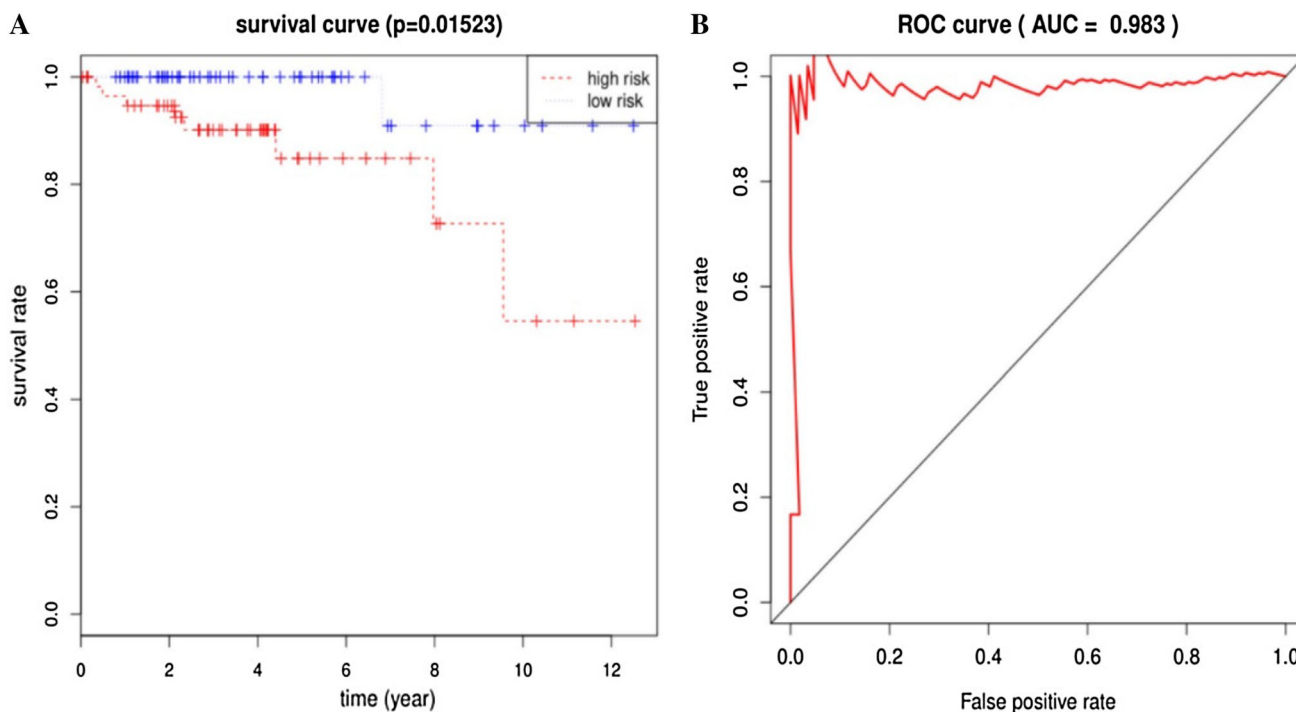 A
survival curve (p=0.01523)
high risk
low risk
survival rate
1.0
0.8
0.6
0.4
0.2
0.0
0 2 4 6 8 10 12
time (year)
B
ROC curve ( AUC = 0.983 )
True positive rate
1.0
0.8
0.6
0.4
0.2
0.0
0.0 0.2 0.4 0.6 0.8 1.0
False positive rate